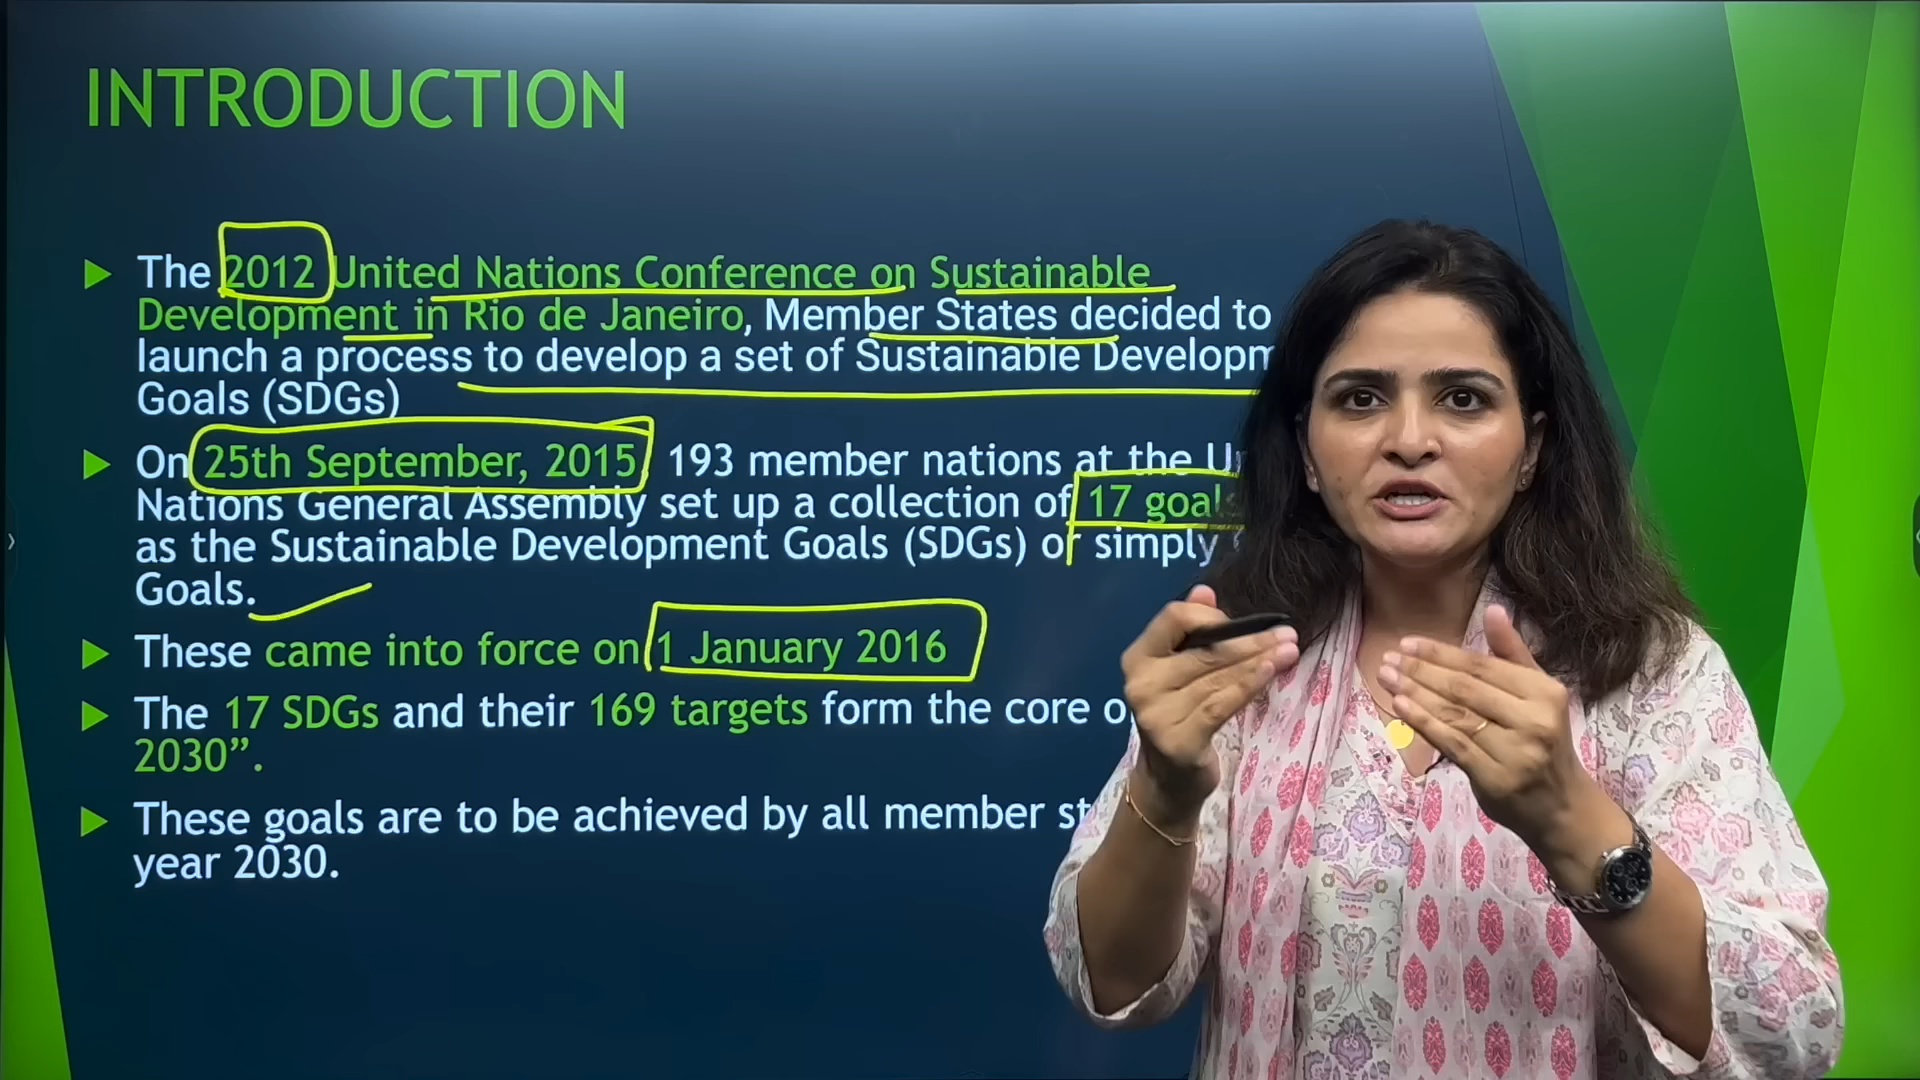 INTRODUCTION
The 2012 United Nations Conference on Sustainable
Development in Rio de Janeiro, Member States decided to
launch a process to develop a set of Sustainable
Goals (SDGs)
On 25th September, 2015, 193 member nations at the
Nations General Assembly set up a collection of 17 goals
as the Sustainable Development Goals (SDGs) or simply
Goals.
These came into force on 1 January 2016
The 17 SDGs and their 169 targets form the core
2030”.
These goals are to be achieved by all member
year 2030.